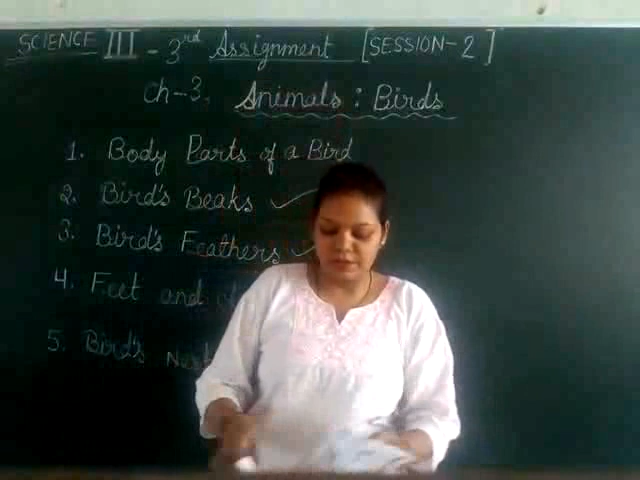 SCIENCE III - 3rd Assignment [SESSION-2]
Ch-3. Animals : Birds
1. Body Parts of a Bird
2. Bird's Beaks ✓
3. Bird's Feathers ✓
4. Feet and
5. Bird's